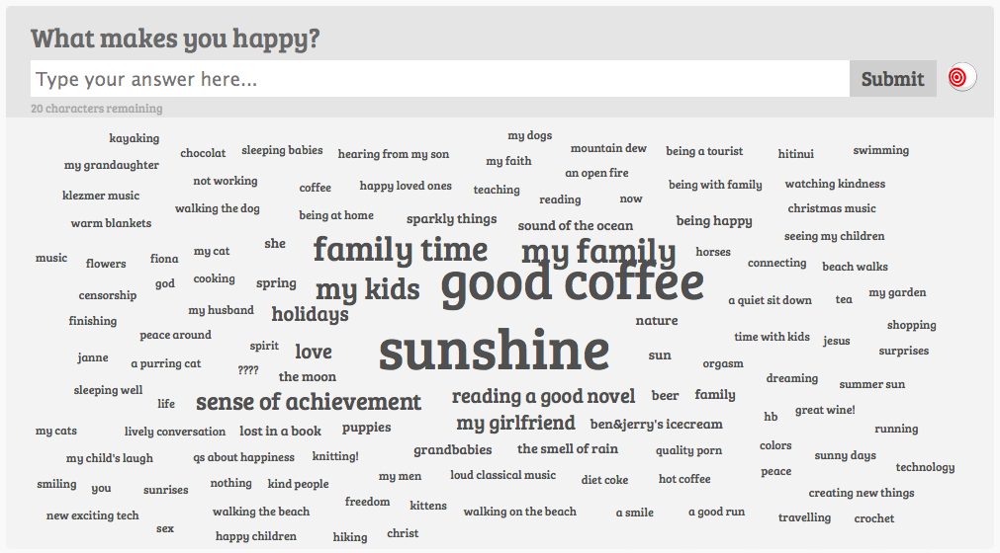 What makes you happy?
Type your answer here...
Submit
20 characters remaining
kayaking
my dogs
chocolat
sleeping babies
hearing from my son
mountain dew
being a tourist
hitinui
swimming
my grandaughter
my faith
an open fire
not working
coffee
happy loved ones
teaching
being with family
watching kindness
klezmer music
reading
now
walking the dog
being at home
sparkly things
christmas music
warm blankets
sound of the ocean
being happy
seeing my children
she
family time
my family
music
flowers
fiona
my cat
horses
connecting
beach walks
god
cooking
spring
my kids
good coffee
censorship
a quiet sit down
tea
my garden
my husband
holidays
finishing
nature
shopping
peace around
time with kids
jesus
spirit
love
sunshine
sun
surprises
janne
a purring cat
????
the moon
orgasm
dreaming
summer sun
sleeping well
life
sense of achievement
reading a good novel
beer
family
great wine!
hb
my cats
lively conversation
lost in a book
puppies
my girlfriend
ben&jerry's icecream
running
my child's laugh
qs about happiness
knitting!
grandbabies
the smell of rain
quality porn
colors
sunny days
technology
peace
smiling
you
sunrises
nothing
kind people
my men
loud classical music
diet coke
hot coffee
creating new things
freedom
kittens
new exciting tech
walking the beach
walking on the beach
a smile
a good run
travelling
crochet
sex
happy children
hiking
christ